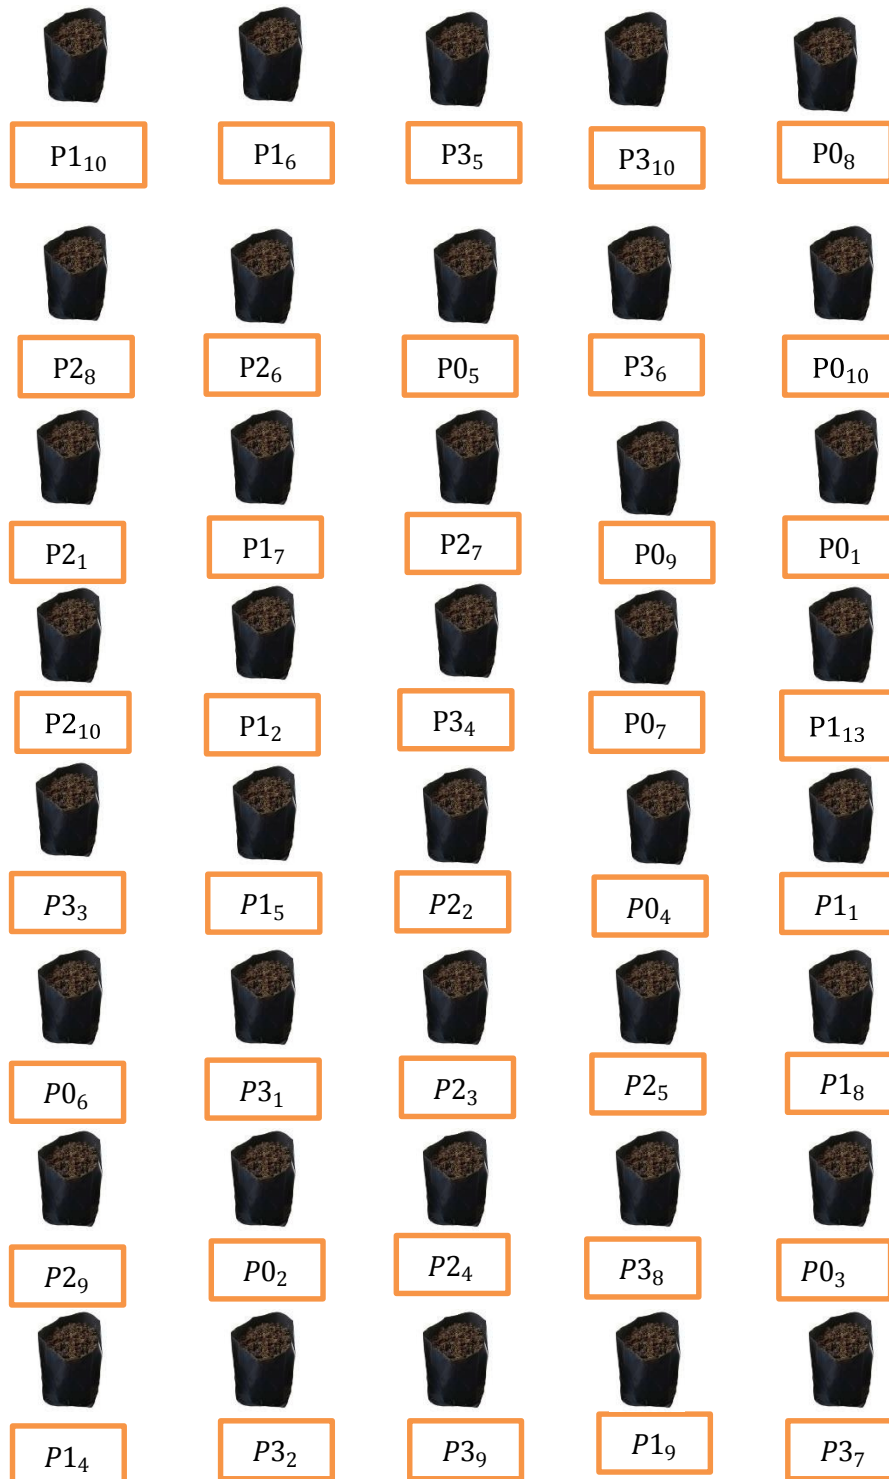 P1₁₀ P1₆ P3₅ P3₁₀ P0₈
P2₈ P2₆ P0₅ P3₆ P0₁₀
P2₁ P1₇ P2₇ P0₉ P0₁
P2₁₀ P1₂ P3₄ P0₇ P1₁₃
P3₃ P1₅ P2₂ P0₄ P1₁
P0₆ P3₁ P2₃ P2₅ P1₈
P2₉ P0₂ P2₄ P3₈ P0₃
P1₄ P3₂ P3₉ P1₉ P3₇